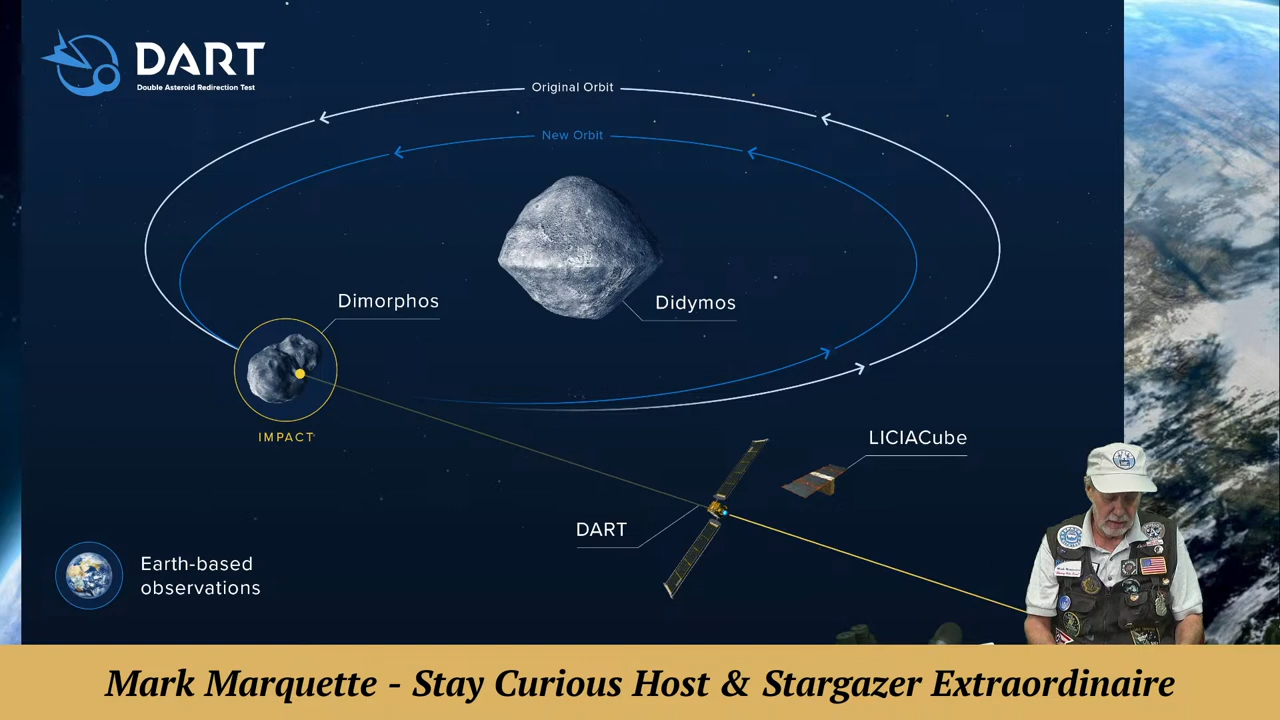 DART
Double Asteroid Redirection Test
Original Orbit
New Orbit
Dimorphos
Didymos
IMPACT
LICIACube
DART
Earth-based
observations
Mark Marquette - Stay Curious Host & Stargazer Extraordinaire